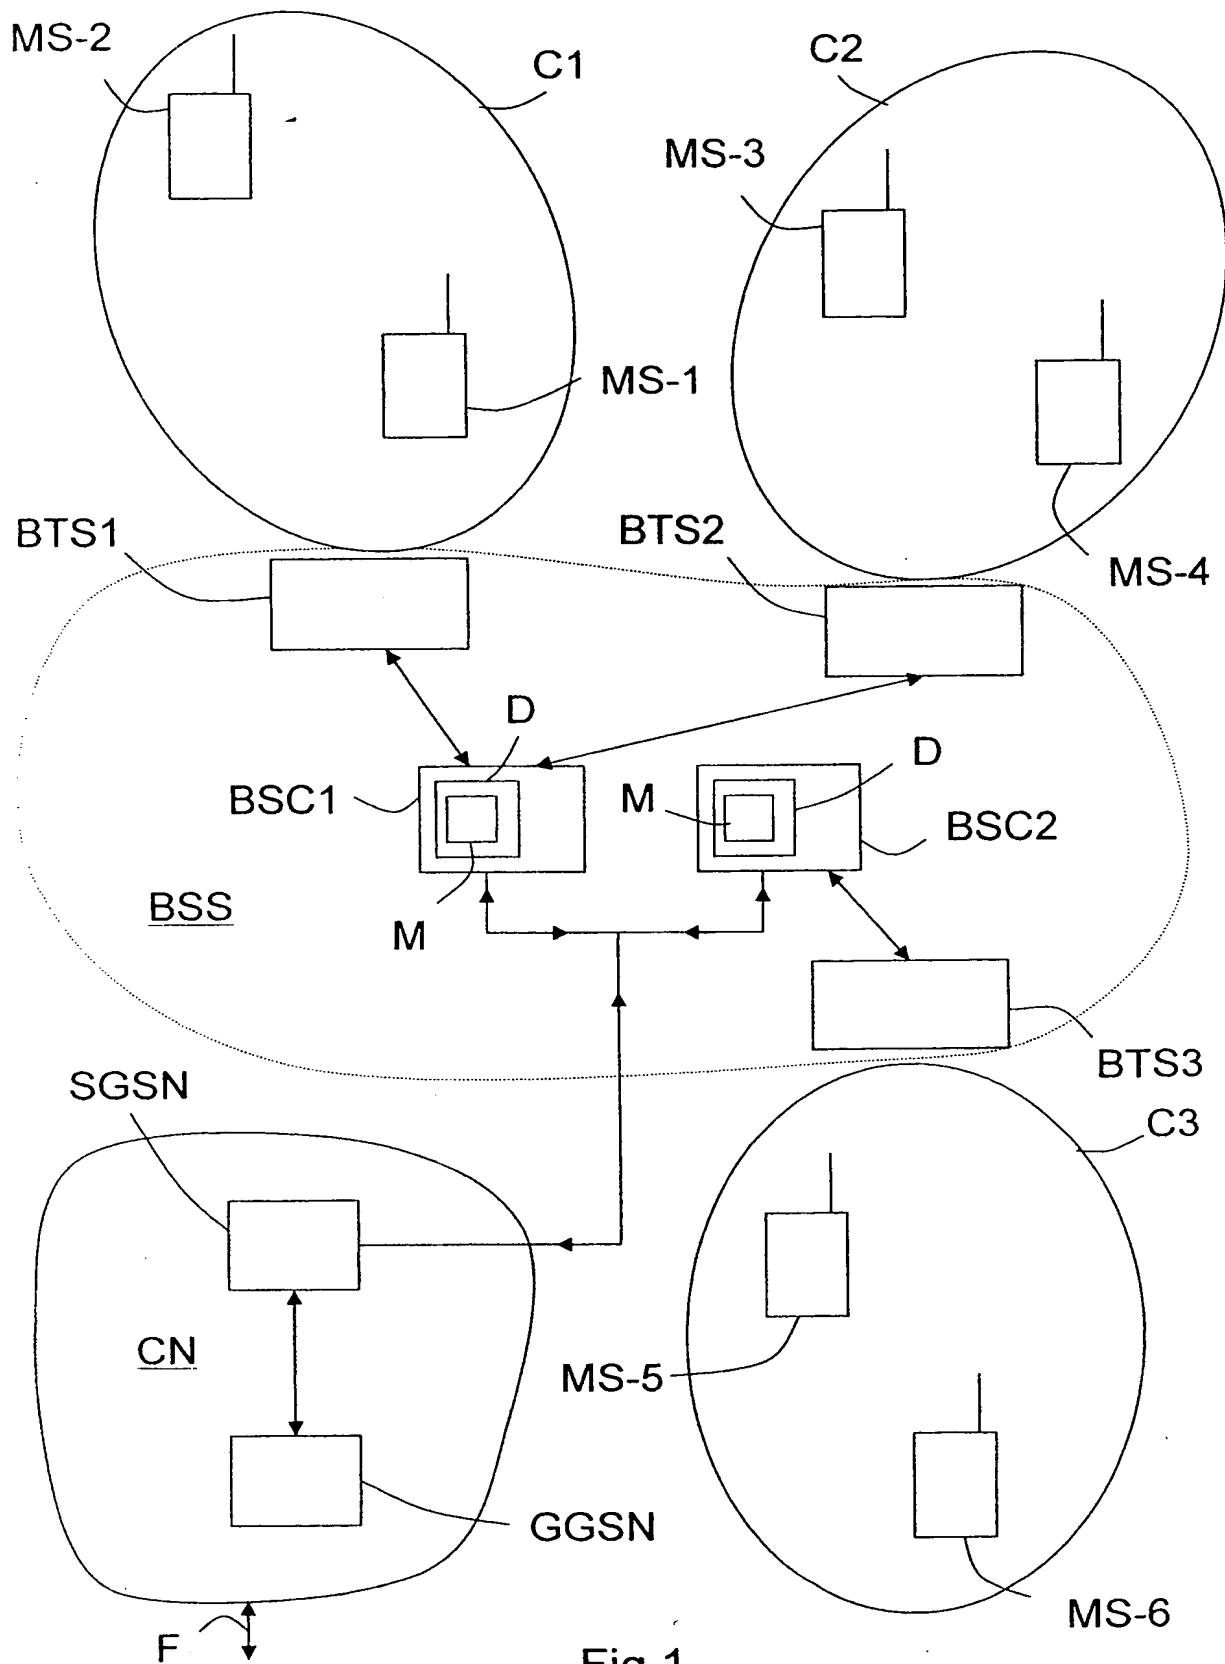 MS-2
C1
C2
MS-3
MS-1
BTS1
BTS2
MS-4
D
D
BSC1
M
BSC2
BSS
M
BTS3
SGSN
C3
CN
MS-5
GGSN
MS-6
F
Fig.1